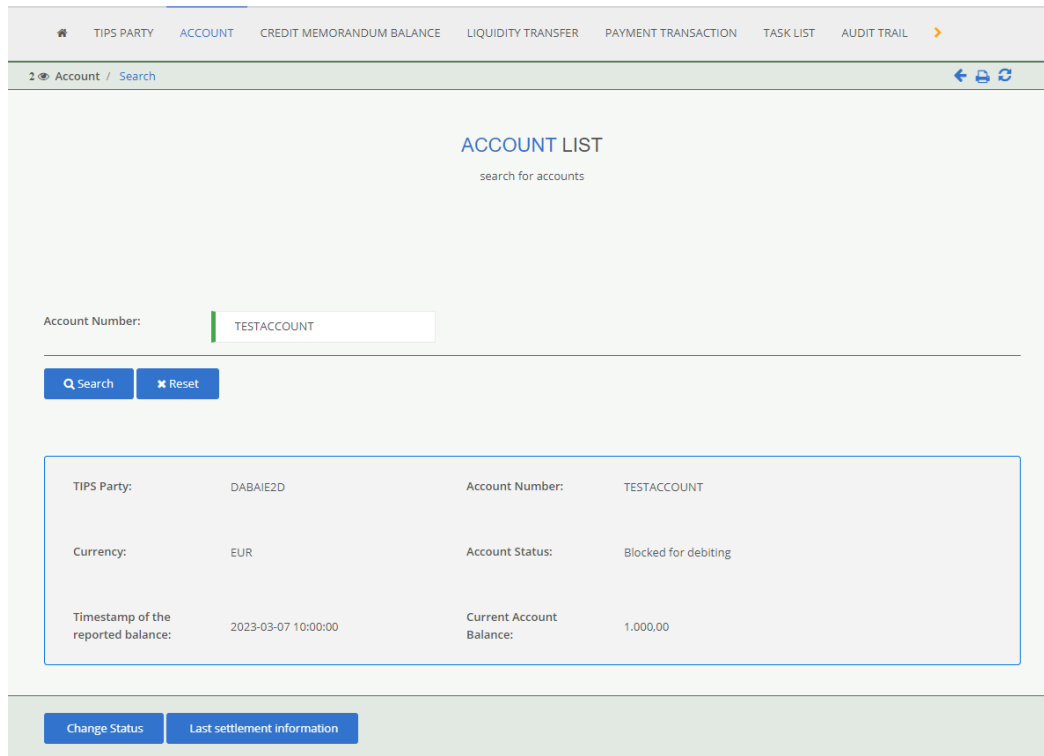 TIPS PARTY ACCOUNT CREDIT MEMORANDUM BALANCE LIQUIDITY TRANSFER PAYMENT TRANSACTION TASK LIST AUDIT TRAIL
2 Account / Search
ACCOUNT LIST
search for accounts
Account Number: TESTACCOUNT
Search Reset
TIPS Party: DABAIE2D Account Number: TESTACCOUNT
Currency: EUR Account Status: Blocked for debiting
Timestamp of the Current Account
reported balance: 2023-03-07 10:00:00 Balance: 1.000,00
Change Status Last settlement information